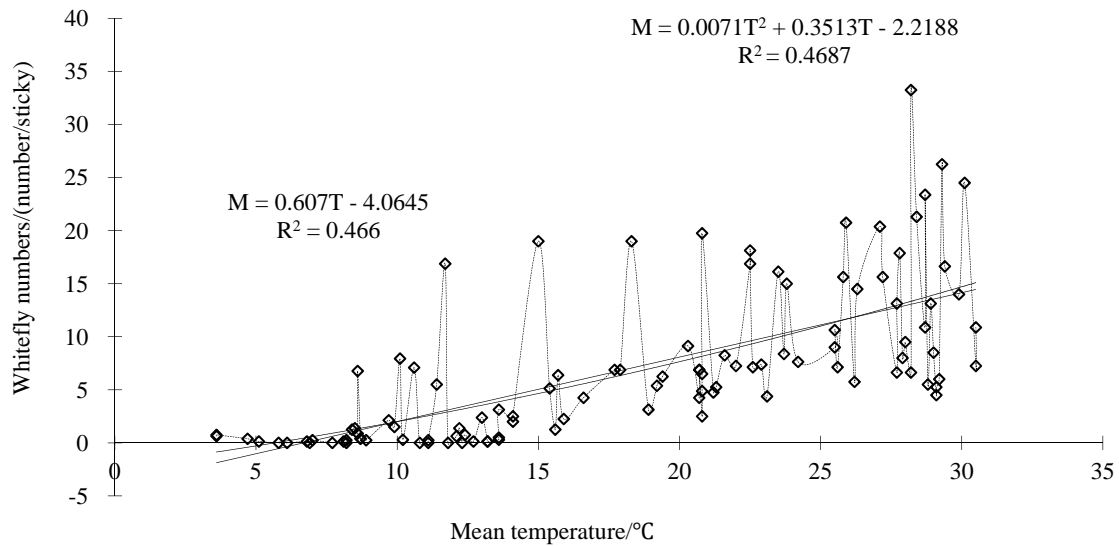 M = 0.0071T² + 0.3513T - 2.2188
R² = 0.4687
M = 0.607T - 4.0645
R² = 0.466
40
35
30
25
20
15
10
5
0
-5
0 5 10 15 20 25 30 35
Whitefly numbers/(number/sticky)
Mean temperature/℃